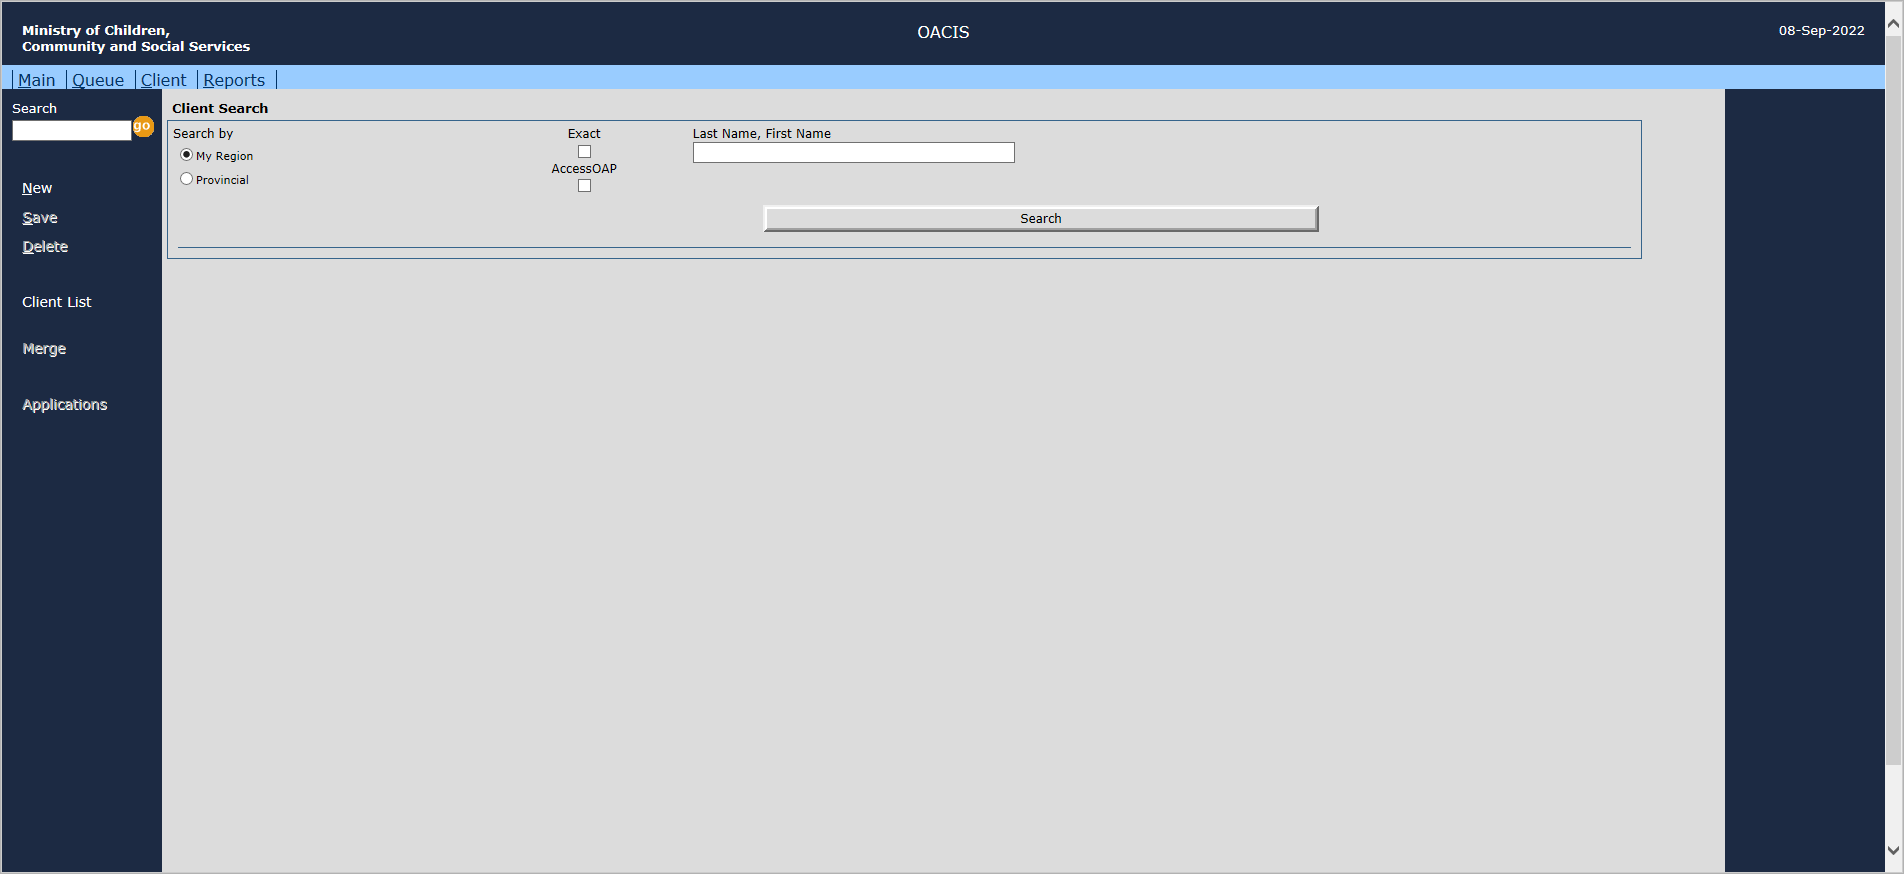 Ministry of Children,
Community and Social Services
OACIS
08-Sep-2022
Main
Queue
Client
Reports
Search
go
New
Save
Delete
Client List
Merge
Applications
Client Search
Search by
My Region
Provincial
Exact
AccessOAP
Last Name, First Name
Search